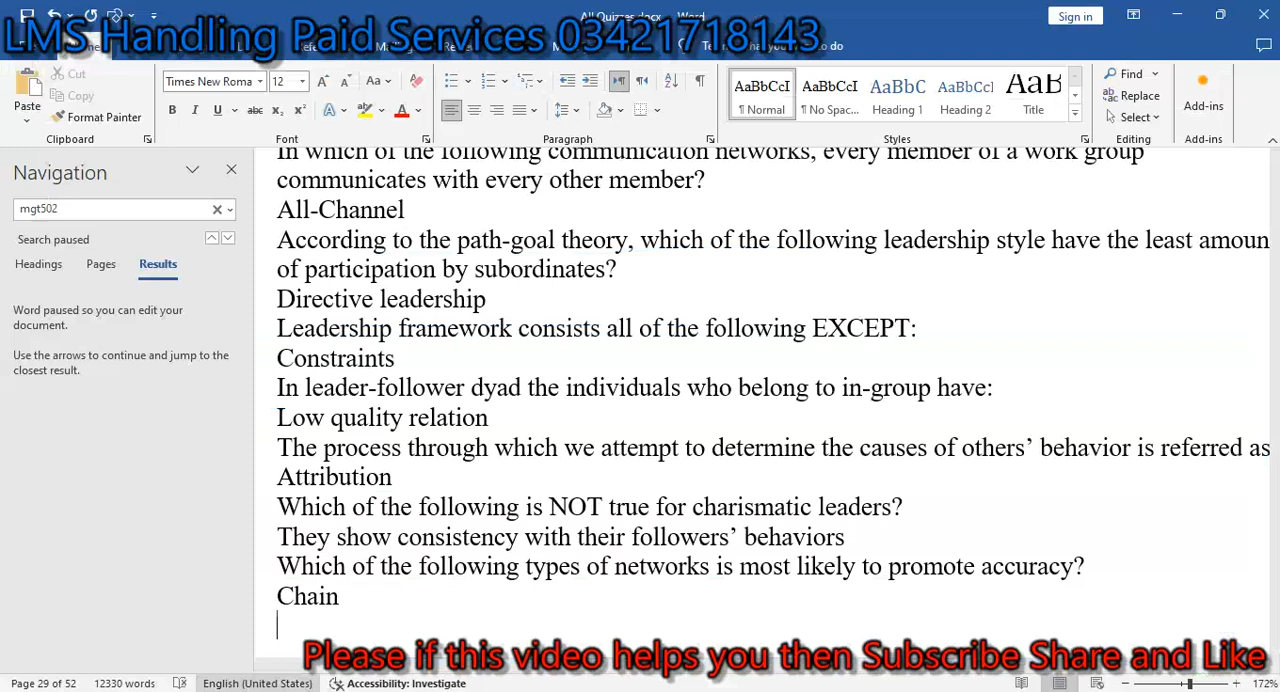 All Quizzes.docx - Word
Sign in
LMS Handling Paid Services 03421718143
do
Paste
Cut
Copy
Format Painter
Clipboard
Times New Roma
12
Aa
Font
Paragraph
AaBbCcI AaBbCcI AaBbC AaBbCcI AaB
¶ Normal ¶ No Spac... Heading 1 Heading 2 Title
Styles
Find
Replace
Select
Editing
Add-ins
Add-ins
Navigation
mgt502
Search paused
Headings Pages Results
Word paused so you can edit your
document.
Use the arrows to continue and jump to the
closest result.
In which of the following communication networks, every member of a work group
communicates with every other member?
All-Channel
According to the path-goal theory, which of the following leadership style have the least amoun
of participation by subordinates?
Directive leadership
Leadership framework consists all of the following EXCEPT:
Constraints
In leader-follower dyad the individuals who belong to in-group have:
Low quality relation
The process through which we attempt to determine the causes of others’ behavior is referred as
Attribution
Which of the following is NOT true for charismatic leaders?
They show consistency with their followers’ behaviors
Which of the following types of networks is most likely to promote accuracy?
Chain
Please if this video helps you then Subscribe Share and Like
Page 29 of 52 12330 words English (United States) Accessibility: Investigate 172%